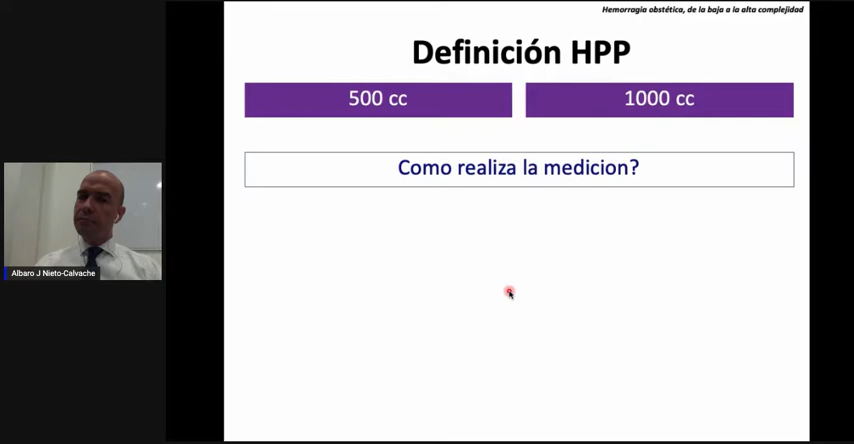 Hemorragia obstétrica, de la baja a la alta complejidad
Definición HPP
500 cc
1000 cc
Como realiza la medicion?
Albaro J Nieto-Calvache